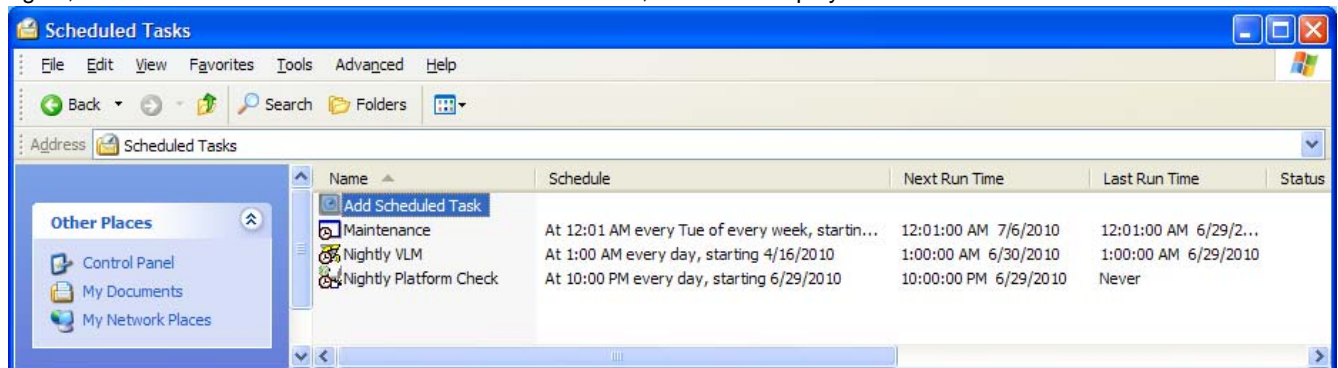 Scheduled Tasks
File Edit View Favorites Tools Advanced Help
Back Search Folders
Address Scheduled Tasks
Name Schedule Next Run Time Last Run Time Status
Add Scheduled Task
Other Places
Maintenance At 12:01 AM every Tue of every week, startin... 12:01:00 AM 7/6/2010 12:01:00 AM 6/29/2...
Nightly VLM At 1:00 AM every day, starting 4/16/2010 1:00:00 AM 6/30/2010 1:00:00 AM 6/29/2010
Control Panel
Nightly Platform Check At 10:00 PM every day, starting 6/29/2010 10:00:00 PM 6/29/2010 Never
My Documents
My Network Places